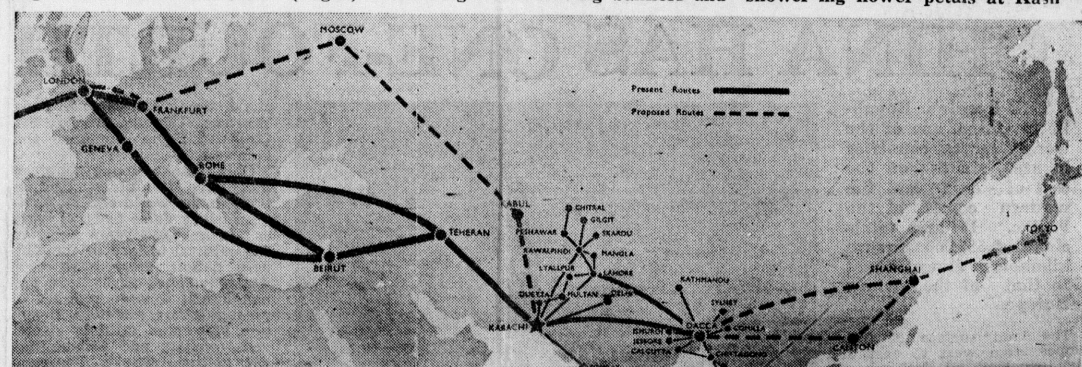 (Right)
and showering flower petals at Kash
MOSCOW
LONDON
FRANKFURT
Present Routes
Proposed Routes
GENEVA
ROME
KABUL
CHITRAL
GILGIT
PESHAWAR
SKARDU
TEHERAN
RAWALPINDI
MANGLA
TOKYO
BEIRUT
LYALLPUR
LAHORE
SHANGHAI
KATHMANDU
QUETTA
MULTAN
DELHI
SYLHET
KARACHI
DACCA
COMILLA
ISHURDI
JESSORE
CANTON
CALCUTTA
CHITTAGONG